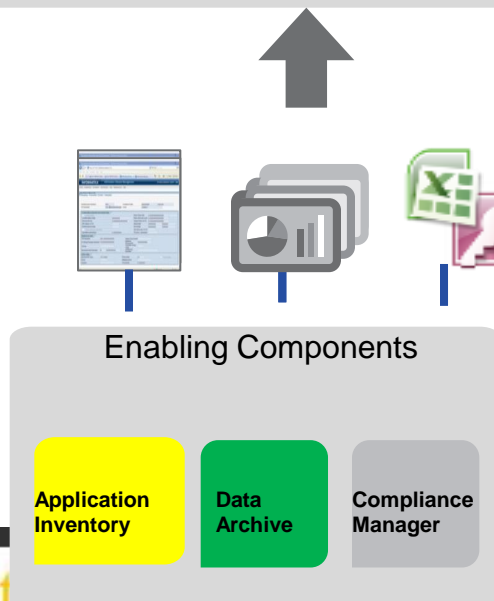 Enabling Components
Application
Inventory
Data
Archive
Compliance
Manager